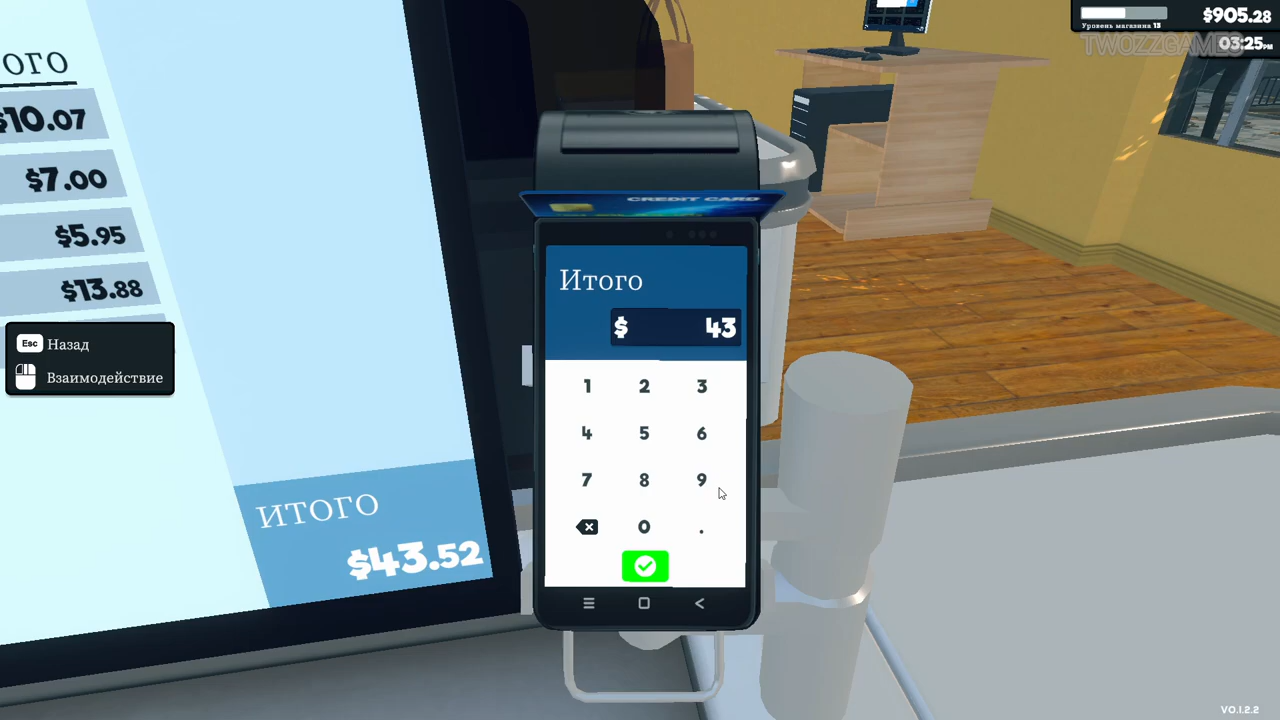 ОГО
$10.07
$7.00
$5.95
$13.88
Esc Назад
Взаимодействие
ИТОГО
$43.52
CREDIT CARD
Итого
$ 43
1 2 3
4 5 6
7 8 9
0 .
$905.28
Уровень магазина 13
TWOZZGAMES
03:25PM
V0.1.2.2